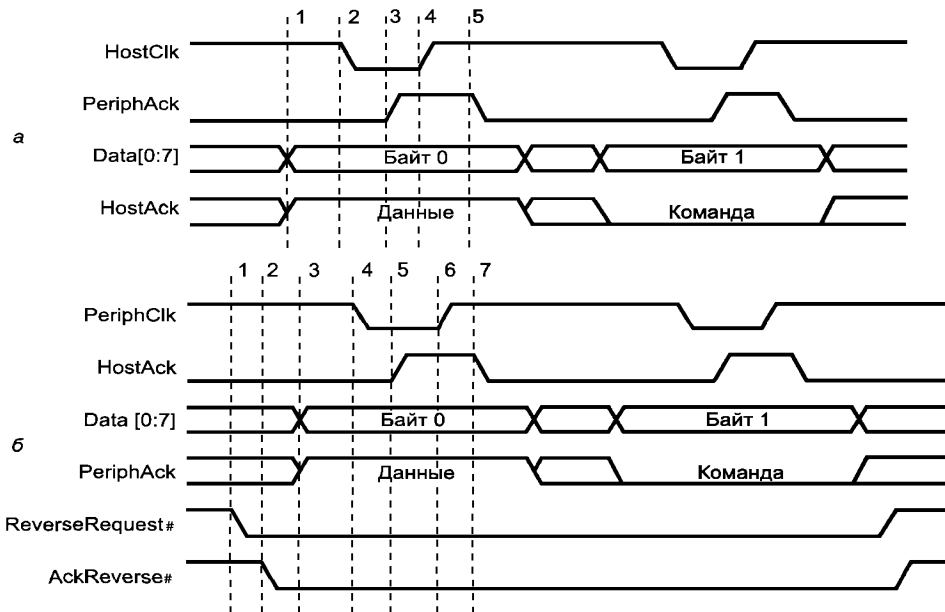 1 2 3 4 5
HostClk
PeriphAck
а
Data[0:7] Байт 0 Байт 1
HostAck Данные Команда
1 2 3 4 5 6 7
PeriphClk
HostAck
Data [0:7] Байт 0 Байт 1
б
PeriphAck Данные Команда
ReverseRequest#
AckReverse#